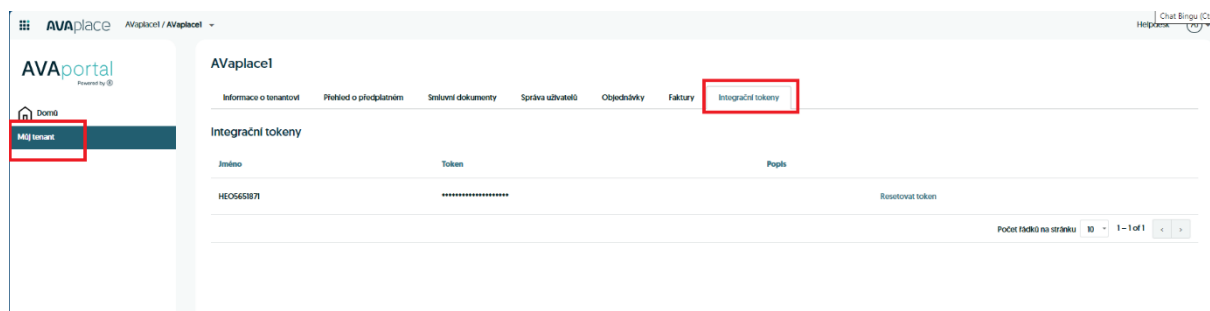 AVAplace AVAplace1 / AVAplace1
Chat Bingu (Ct
Helpdesk
AVAportal
Powered by
Domů
Můj tenant
AVaplace1
Informace o tenantovi Přehled o předplatném Smluvní dokumenty Správa uživatelů Objednávky Faktury Integrační tokeny
Integrační tokeny
Jméno Token Popis
HEO5651871 ******************** Resetovat token
Počet řádků na stránku 10 1 – 1 of 1